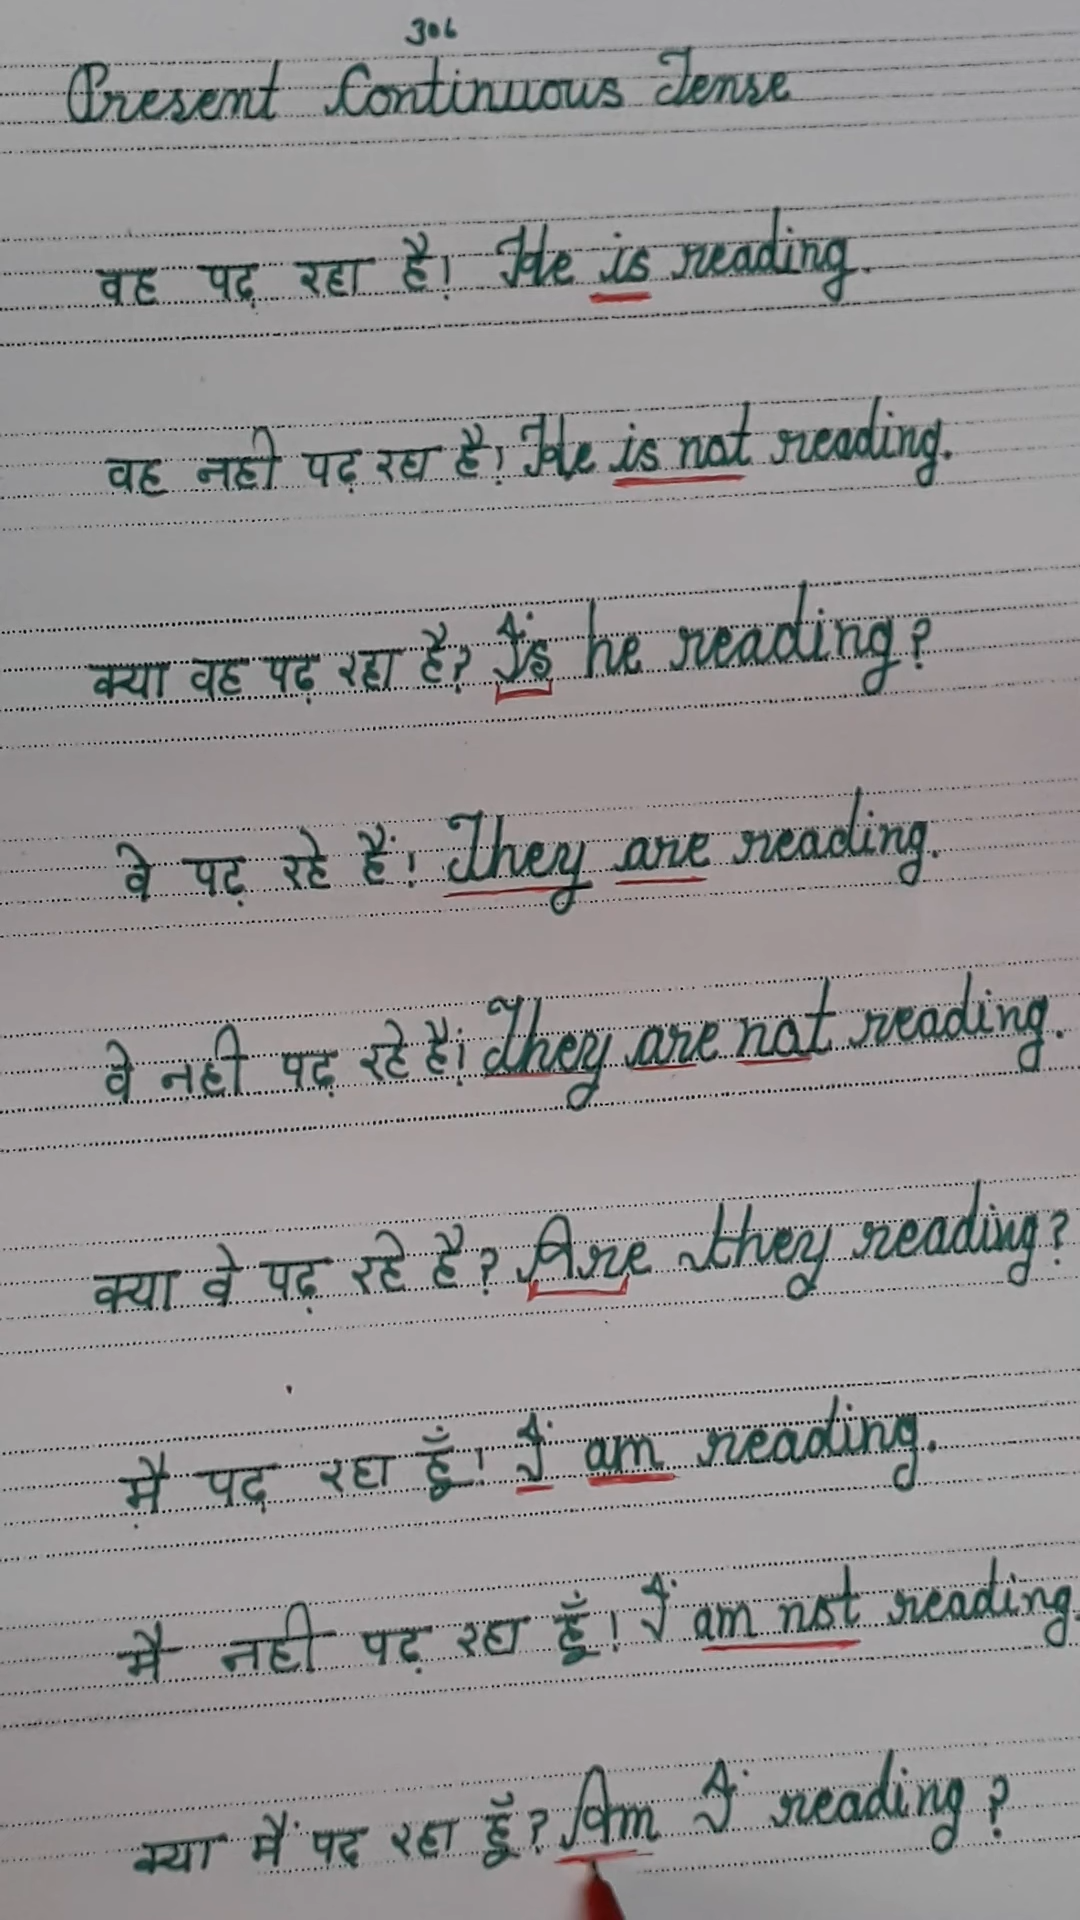 306
Present Continuous Tense
वह पढ़ रहा है। He is reading.
वह नही पढ़ रहा है। He is not reading.
क्या वह पढ़ रहा है? Is he reading?
वे पढ़ रहे हैं। They are reading.
वे नही पढ़ रहे हैं। They are not reading.
क्या वे पढ़ रहे है? Are they reading?
मै पढ़ रहा हूँ। I am reading.
मै नही पढ़ रहा हूँ। I am not reading.
क्या मैं पढ़ रहा हूँ? Am I reading?